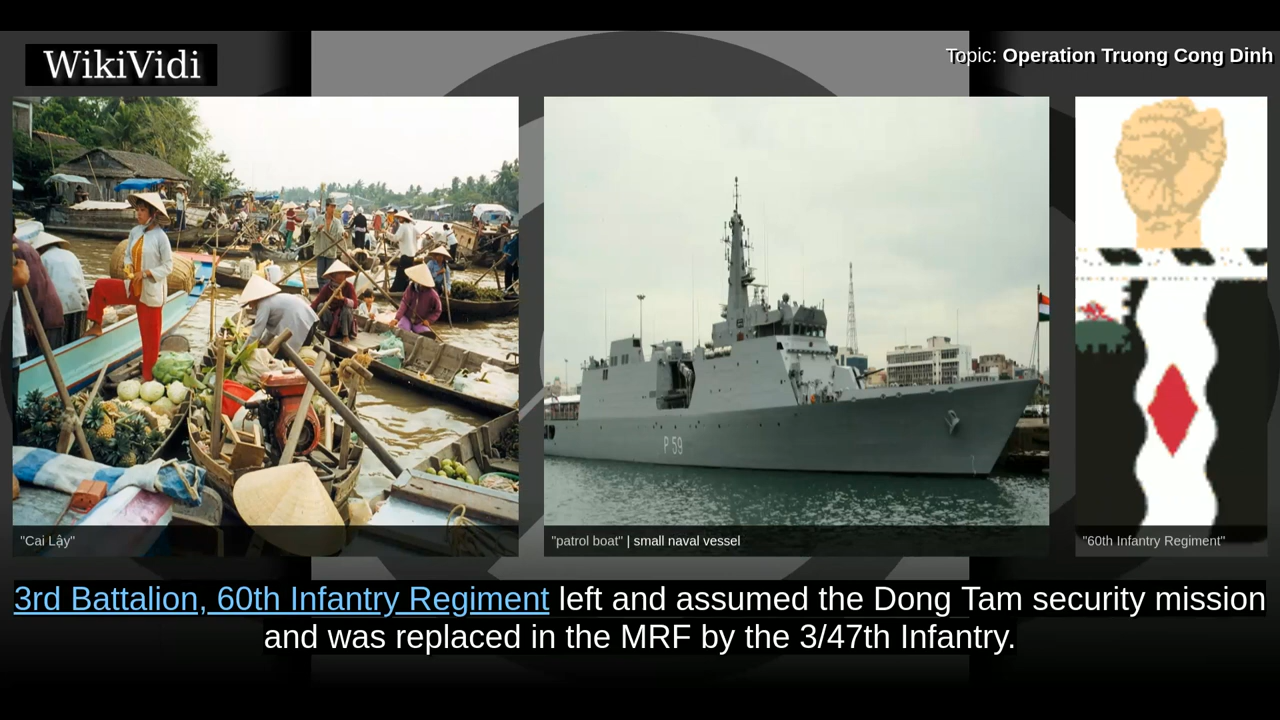 WikiVidi
Topic: Operation Truong Cong Dinh
P 59
"Cai Lậy"
"patrol boat" | small naval vessel
"60th Infantry Regiment"
3rd Battalion, 60th Infantry Regiment left and assumed the Dong Tam security mission
and was replaced in the MRF by the 3/47th Infantry.